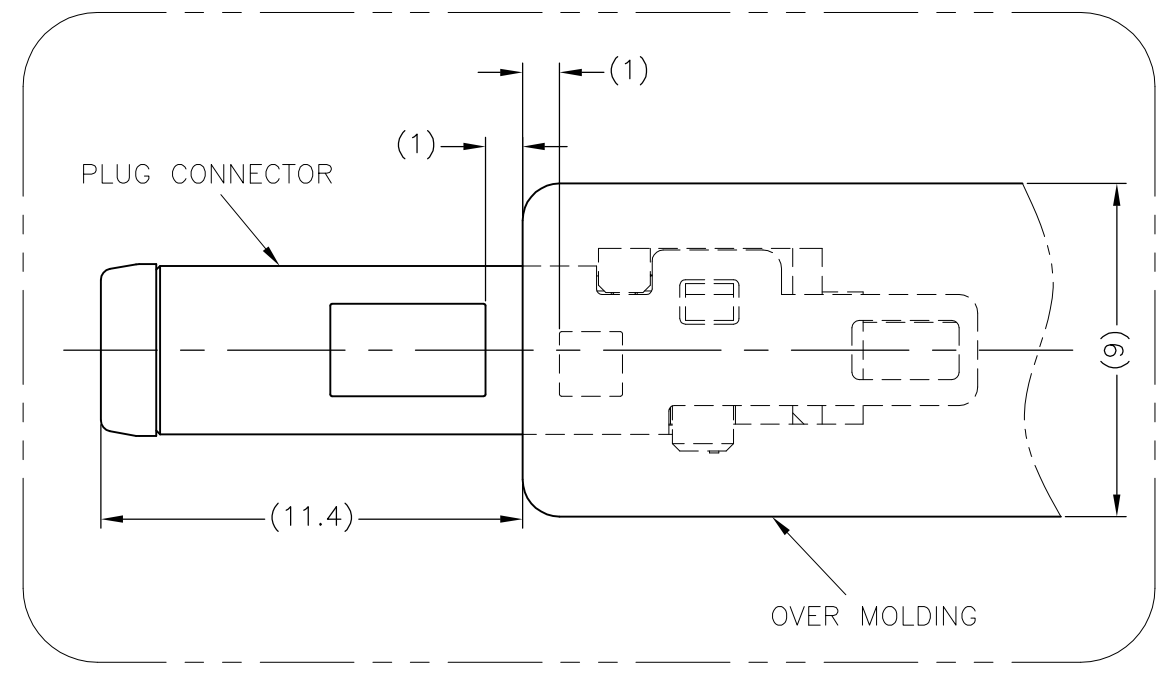 (1)
(1)
PLUG CONNECTOR
(9)
(11.4)
OVER MOLDING